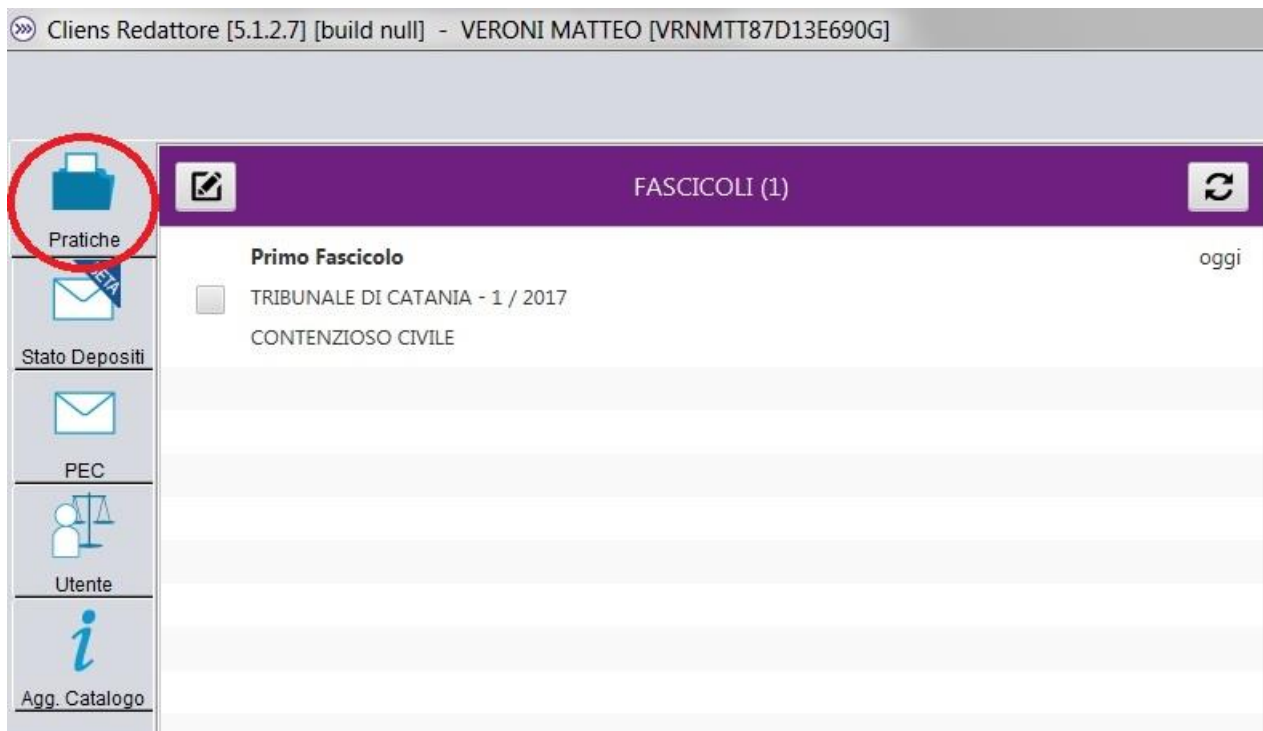 Cliens Redattore [5.1.2.7] [build null] - VERONI MATTEO [VRNMTT87D13E690G]
FASCICOLI (1)
Pratiche
Primo Fascicolo
oggi
TRIBUNALE DI CATANIA - 1 / 2017
CONTENZIOSO CIVILE
BETA
Stato Depositi
PEC
Utente
Agg. Catalogo